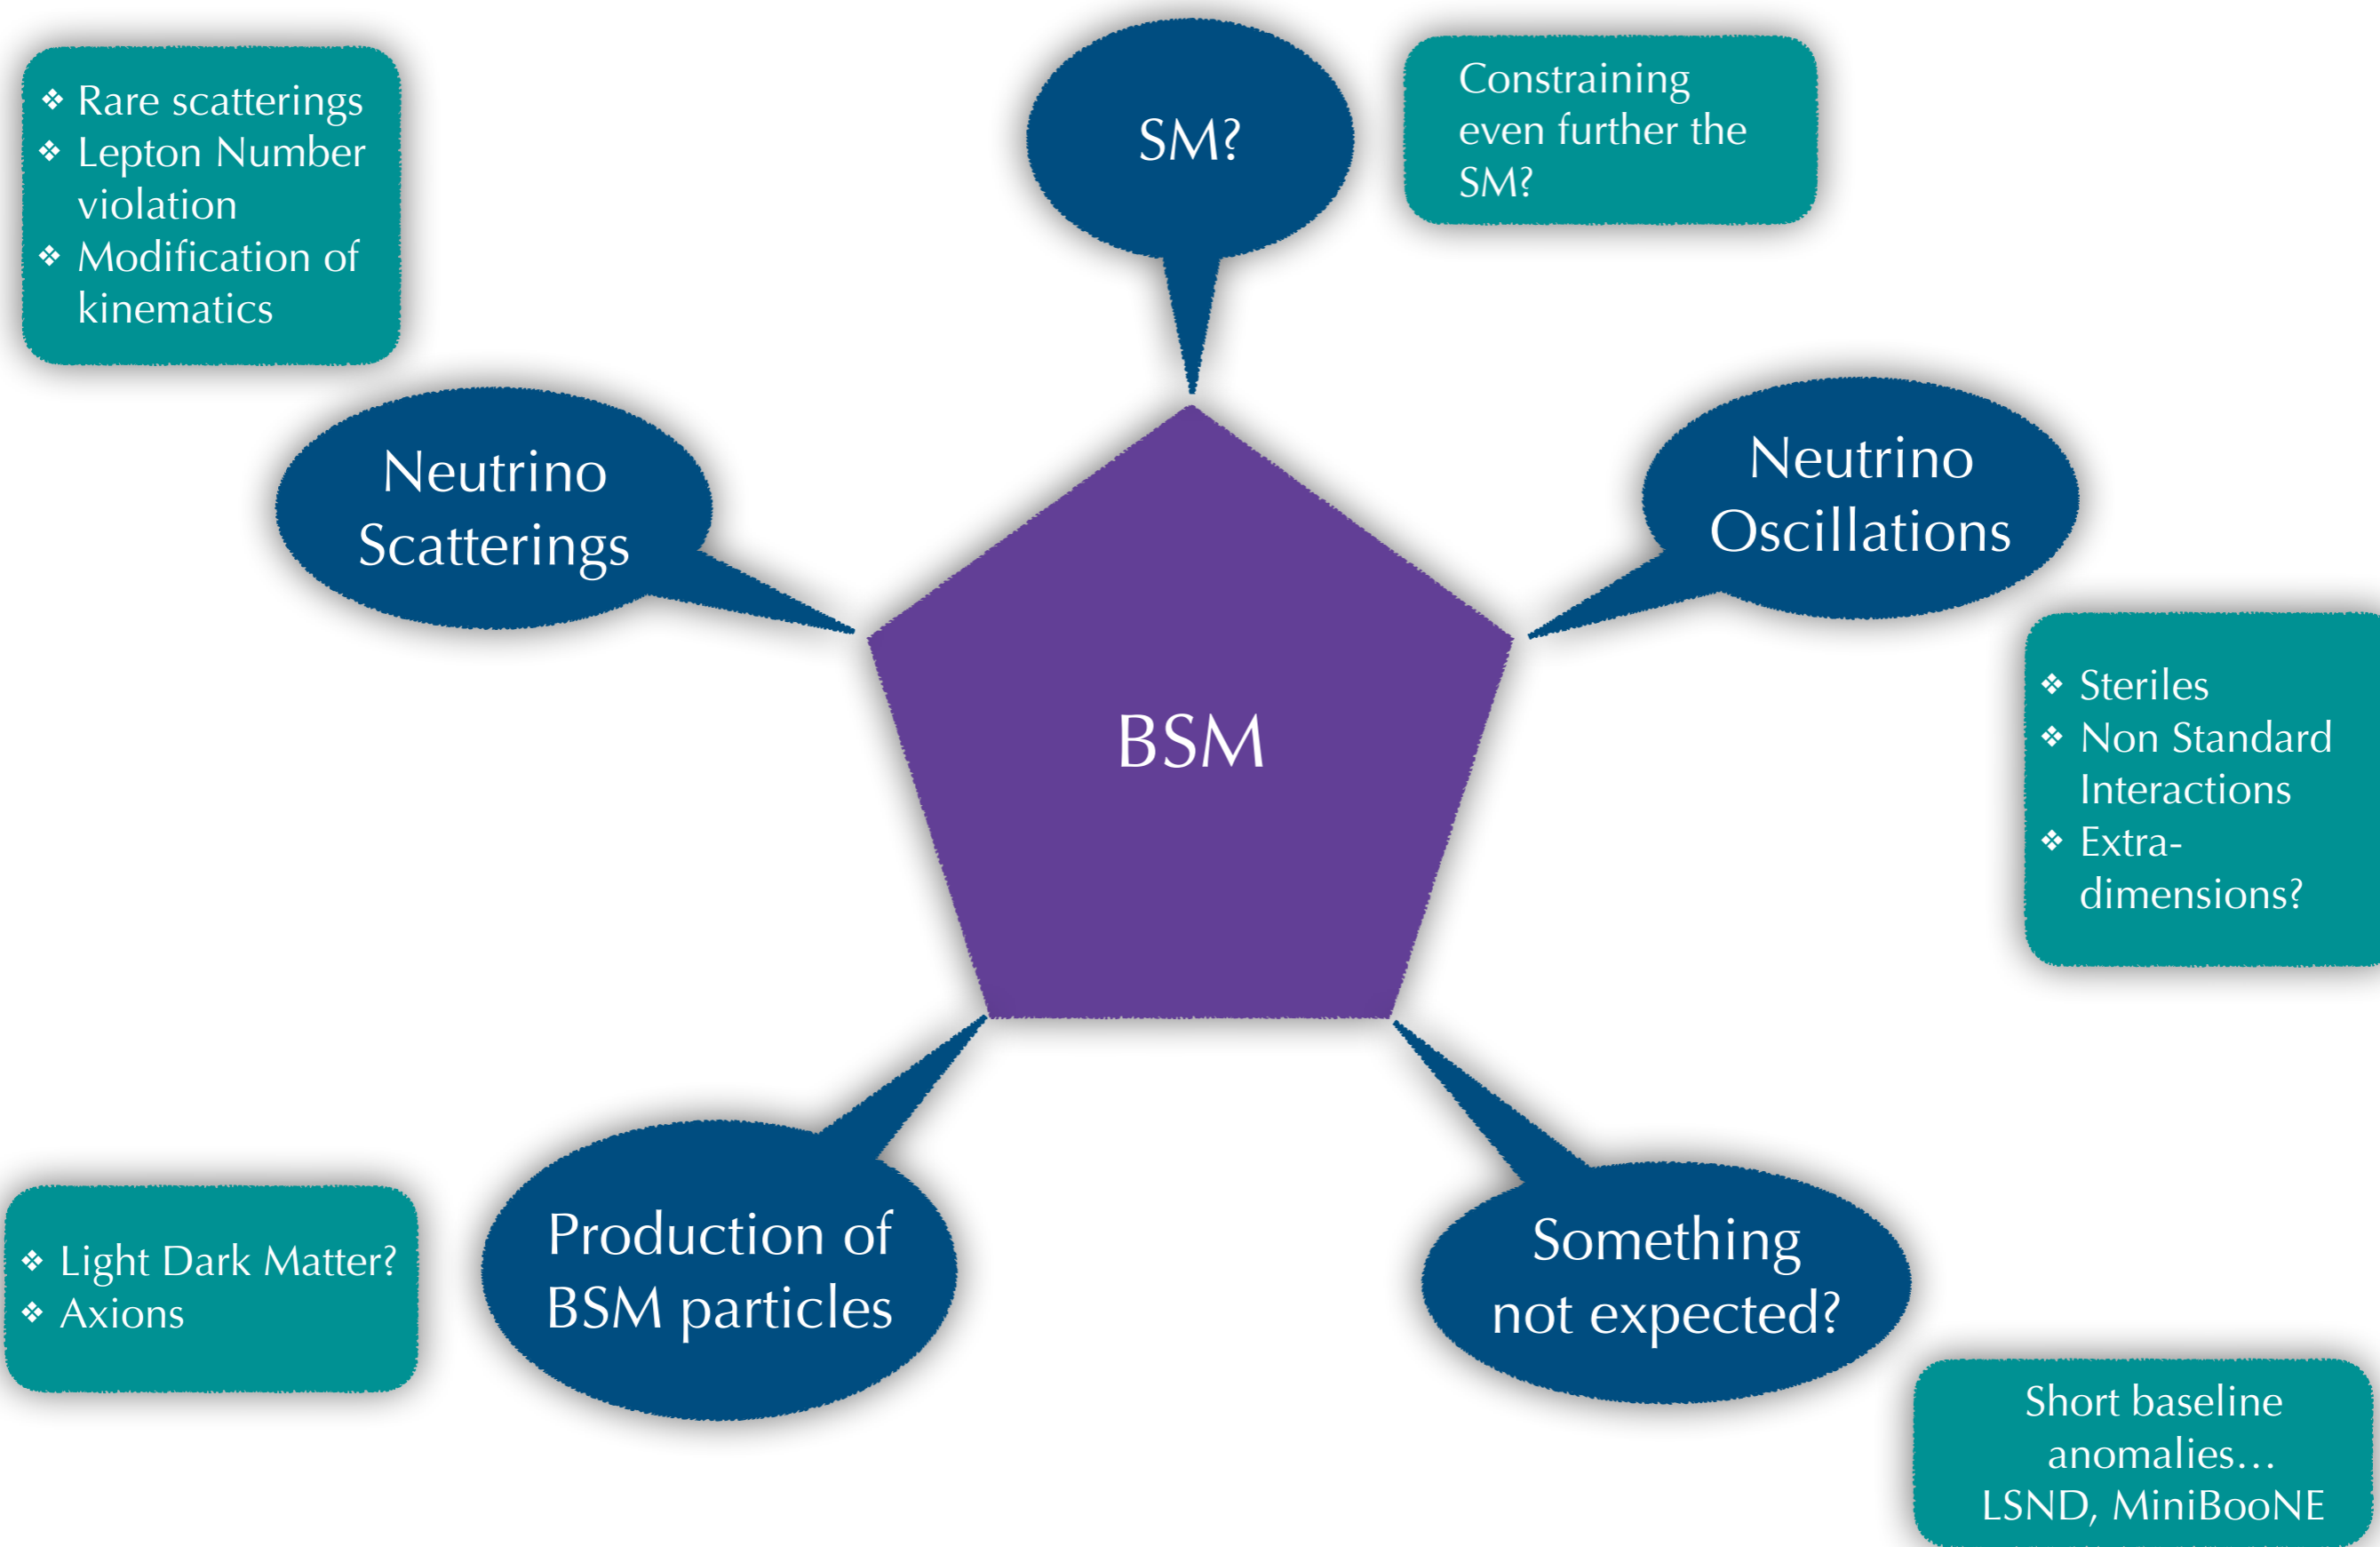 SM?
Constraining
even further the
SM?
❖ Rare scatterings
❖ Lepton Number
violation
❖ Modification of
kinematics
Neutrino
Scatterings
Neutrino
Oscillations
❖ Steriles
❖ Non Standard
Interactions
❖ Extra-
dimensions?
BSM
Production of
BSM particles
❖ Light Dark Matter?
❖ Axions
Something
not expected?
Short baseline
anomalies…
LSND, MiniBooNE